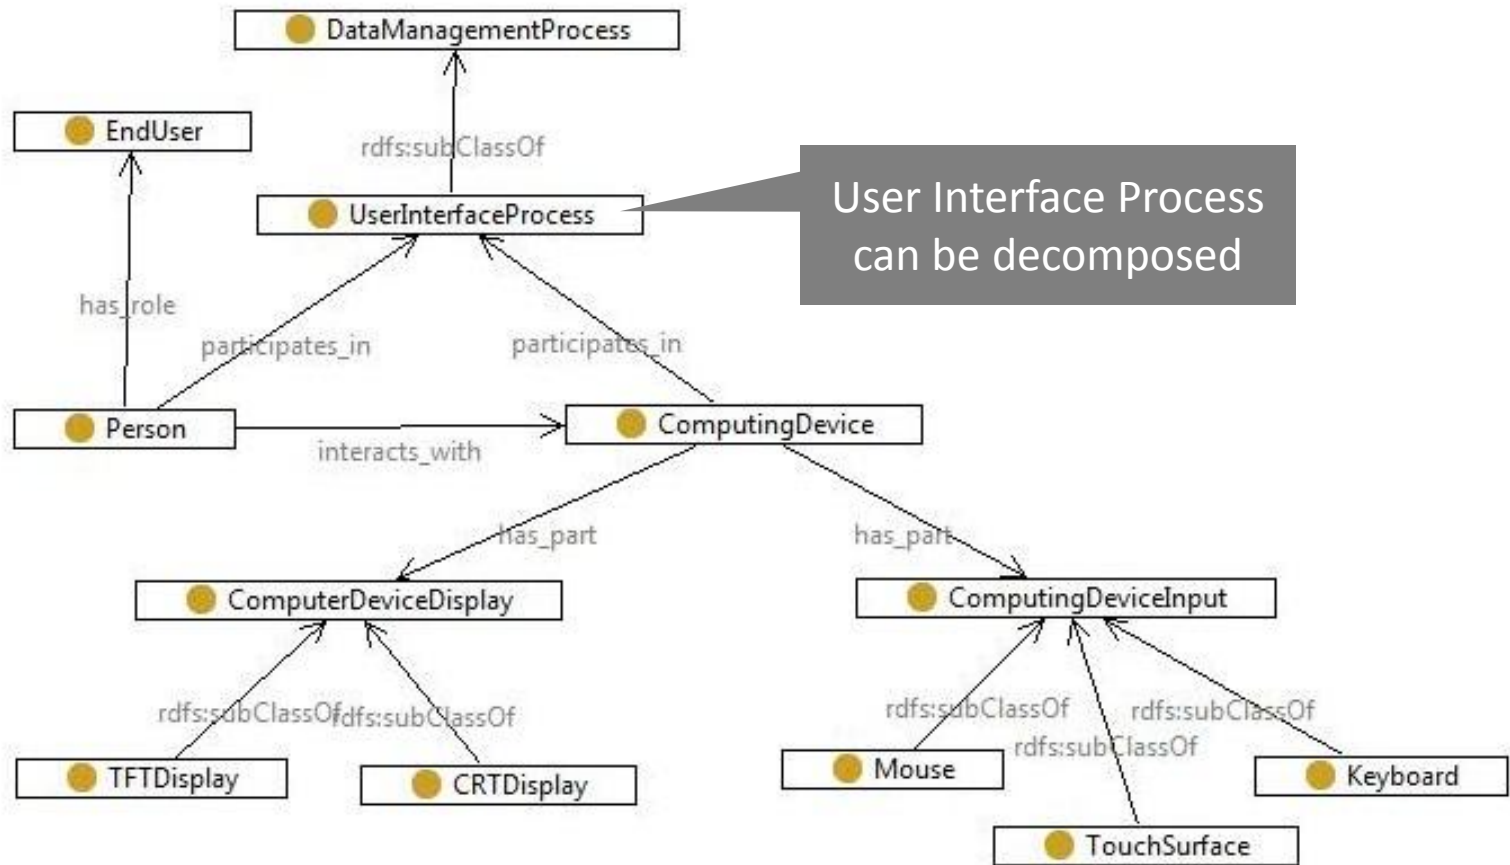 DataManagementProcess
EndUser
rdfs:subClassOf
User Interface Process
can be decomposed
UserInterfaceProcess
has_role
participates_in
participates_in
Person
ComputingDevice
interacts_with
has_part
has_part
ComputerDeviceDisplay
ComputingDeviceInput
rdfs:subClassOf
rdfs:subClassOf
rdfs:subClassOf
rdfs:subClassOf
rdfs:subClassOf
TFTDisplay
CRTDisplay
Mouse
Keyboard
TouchSurface